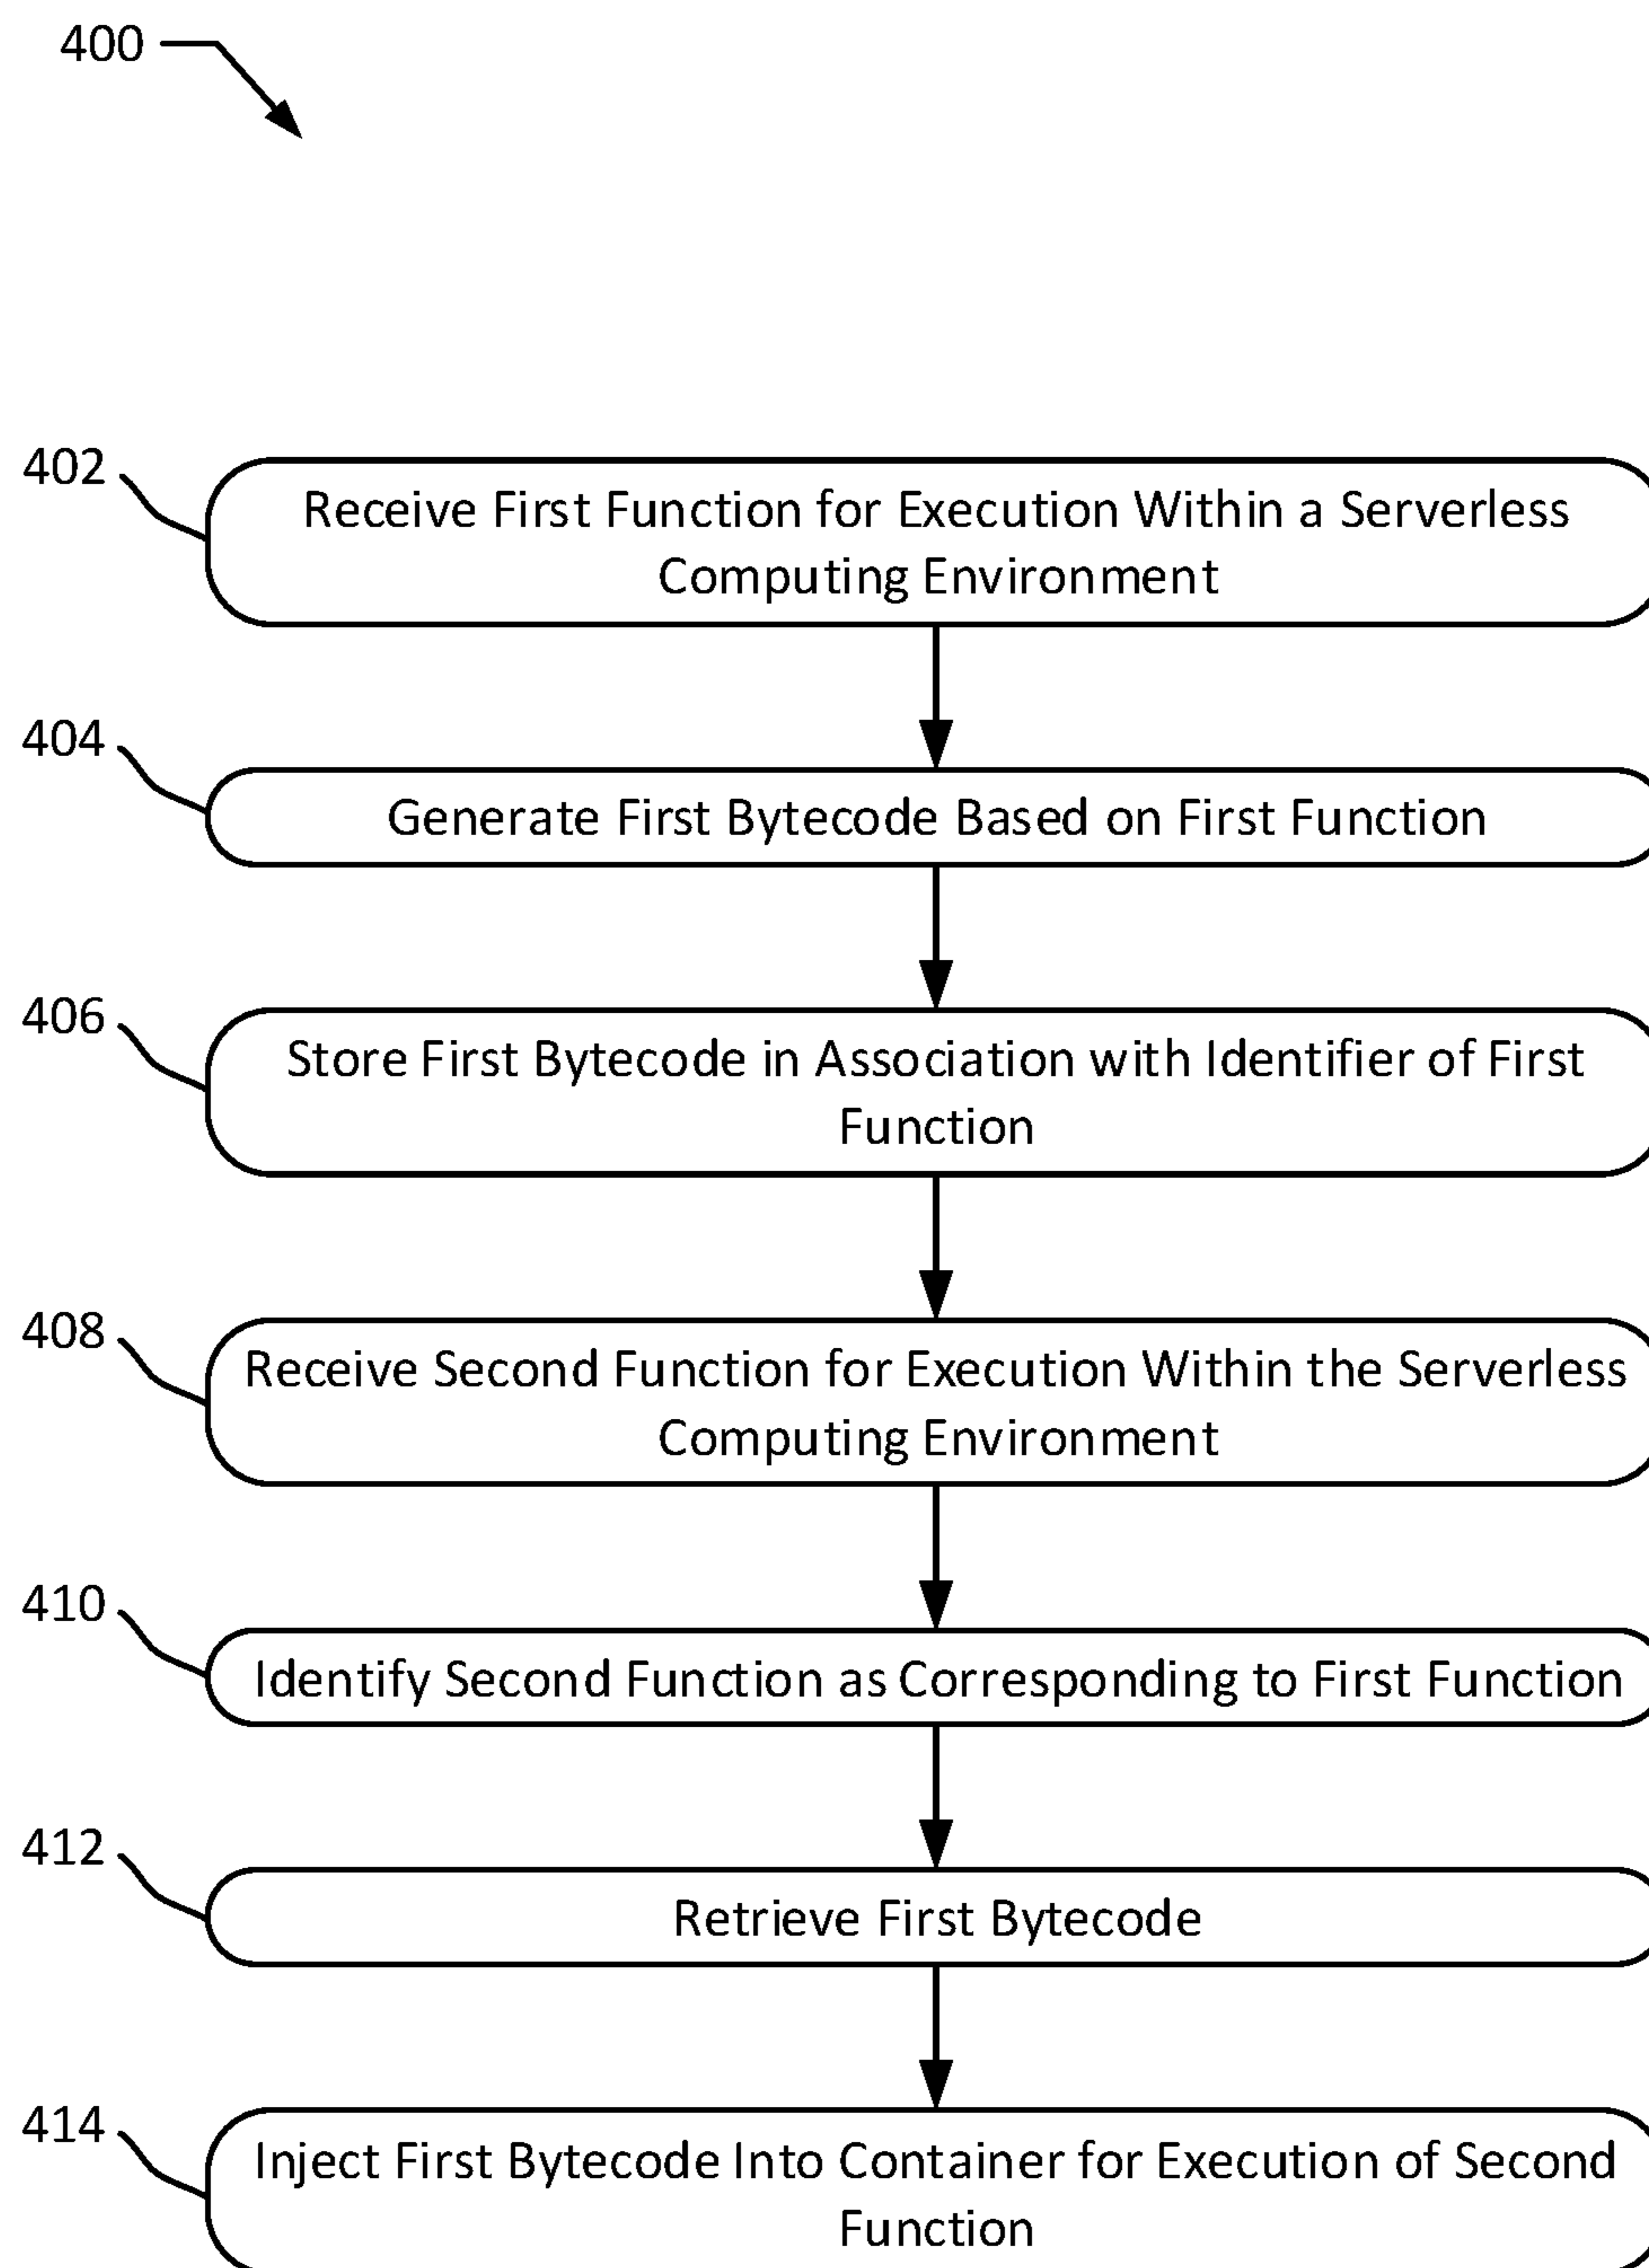 400
402
Receive First Function for Execution Within a Serverless
Computing Environment
404
Generate First Bytecode Based on First Function
406
Store First Bytecode in Association with Identifier of First
Function
408
Receive Second Function for Execution Within the Serverless
Computing Environment
410
Identify Second Function as Corresponding to First Function
412
Retrieve First Bytecode
414
Inject First Bytecode Into Container for Execution of Second
Function